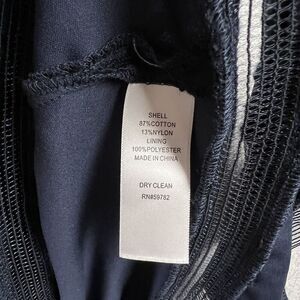 SHELL
87%COTTON
13%NYLON
LINING
100%POLYESTER
MADE IN CHINA
DRY CLEAN
RN#59782